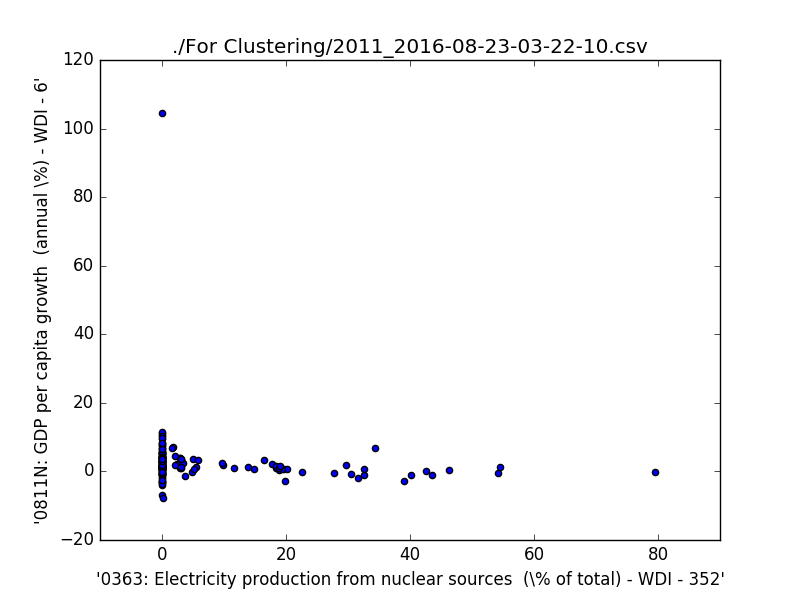 ./For Clustering/2011_2016-08-23-03-22-10.csv
120
100
80
60
40
20
0
−20
'0811N: GDP per capita growth  (annual \%) - WDI - 6'
0 20 40 60 80
'0363: Electricity production from nuclear sources  (\% of total) - WDI - 352'